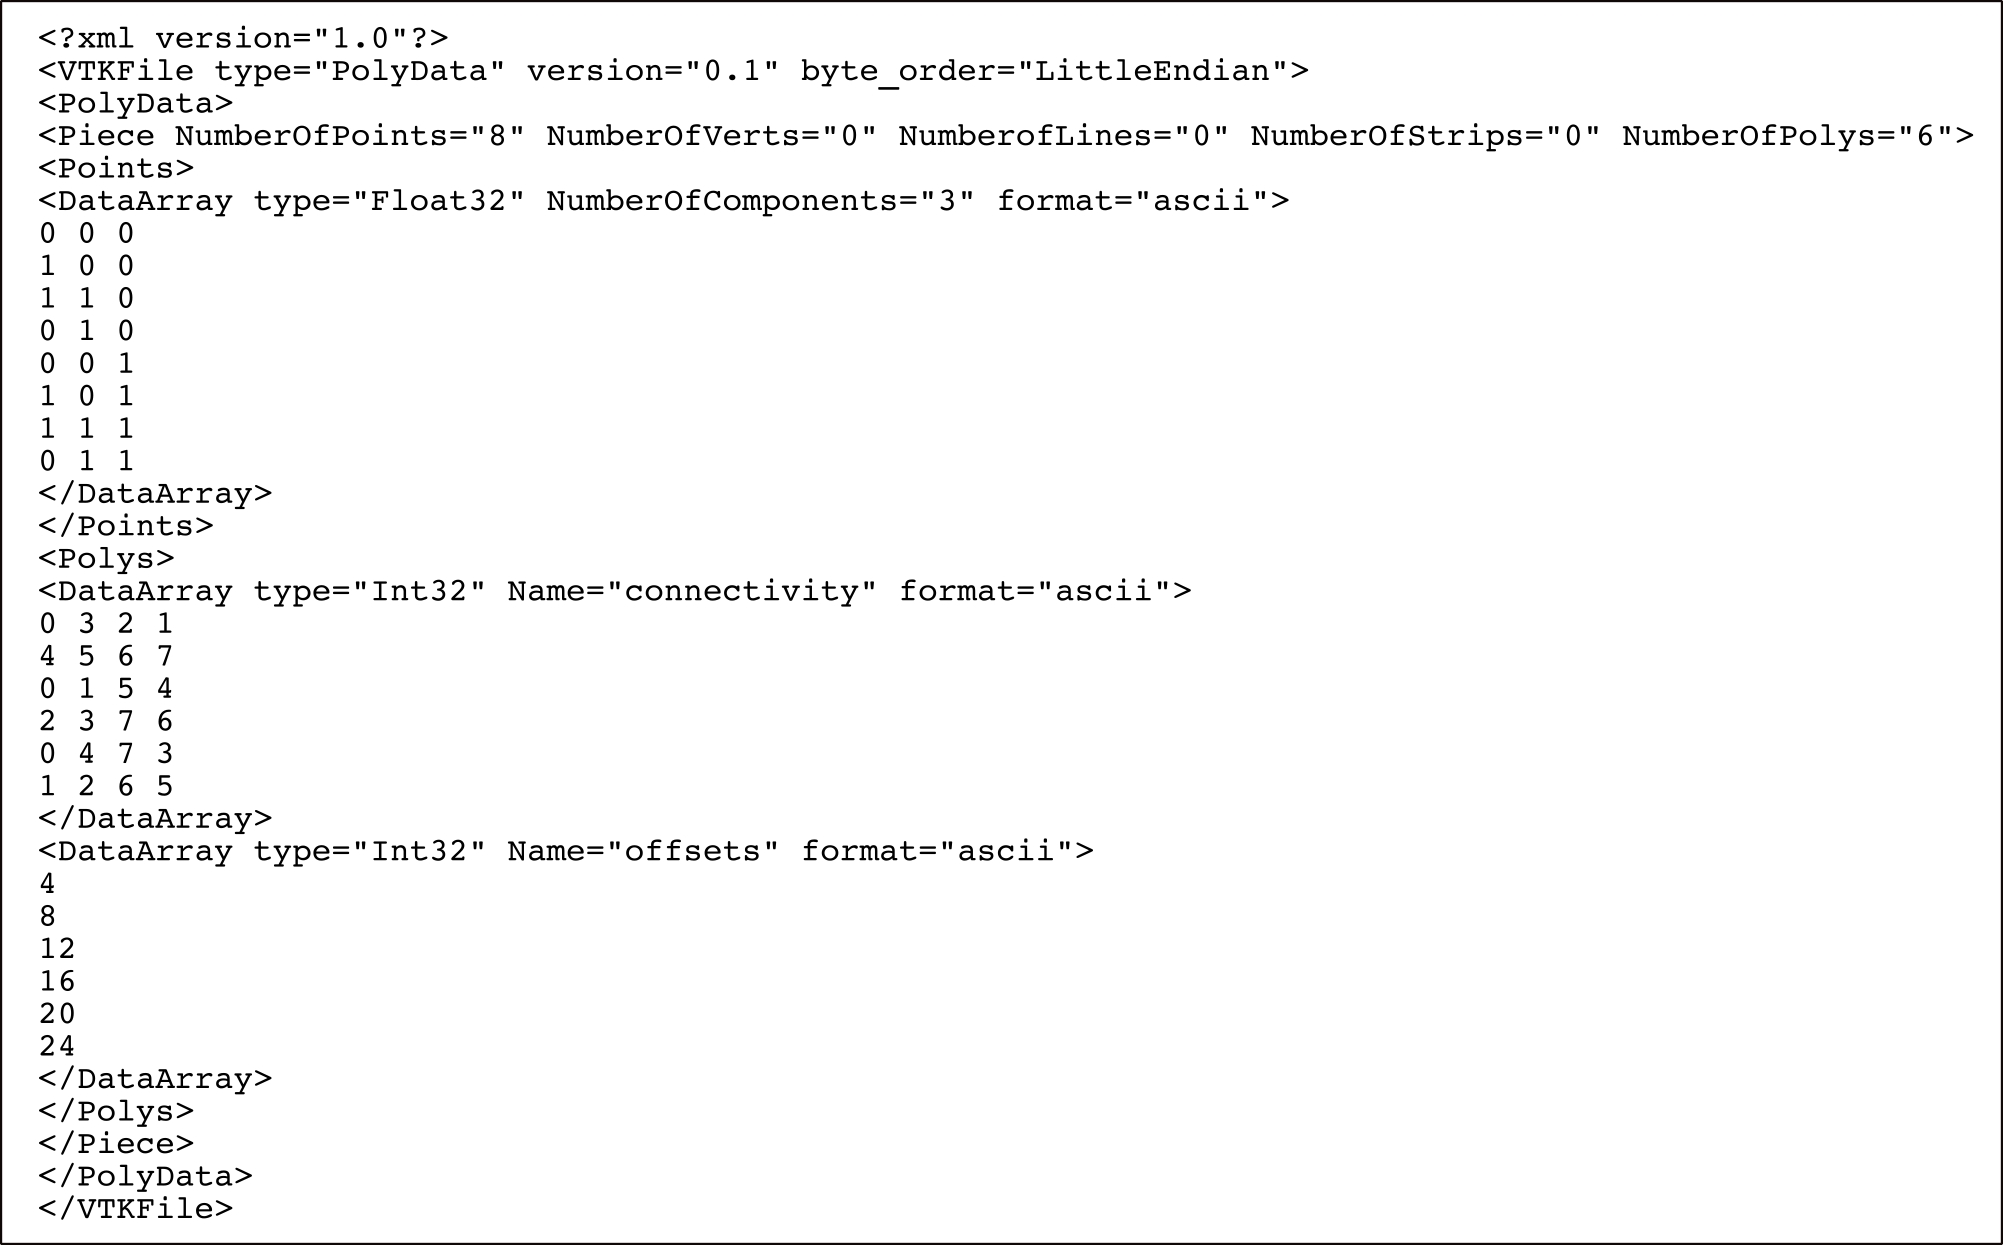 <?xml version="1.0"?>
<VTKFile type="PolyData" version="0.1" byte_order="LittleEndian">
<PolyData>
<Piece NumberOfPoints="8" NumberOfVerts="0" NumberofLines="0" NumberOfStrips="0" NumberOfPolys="6">
<Points>
<DataArray type="Float32" NumberOfComponents="3" format="ascii">
0 0 0
1 0 0
1 1 0
0 1 0
0 0 1
1 0 1
1 1 1
0 1 1
</DataArray>
</Points>
<Polys>
<DataArray type="Int32" Name="connectivity" format="ascii">
0 3 2 1
4 5 6 7
0 1 5 4
2 3 7 6
0 4 7 3
1 2 6 5
</DataArray>
<DataArray type="Int32" Name="offsets" format="ascii">
4
8
12
16
20
24
</DataArray>
</Polys>
</Piece>
</PolyData>
</VTKFile>